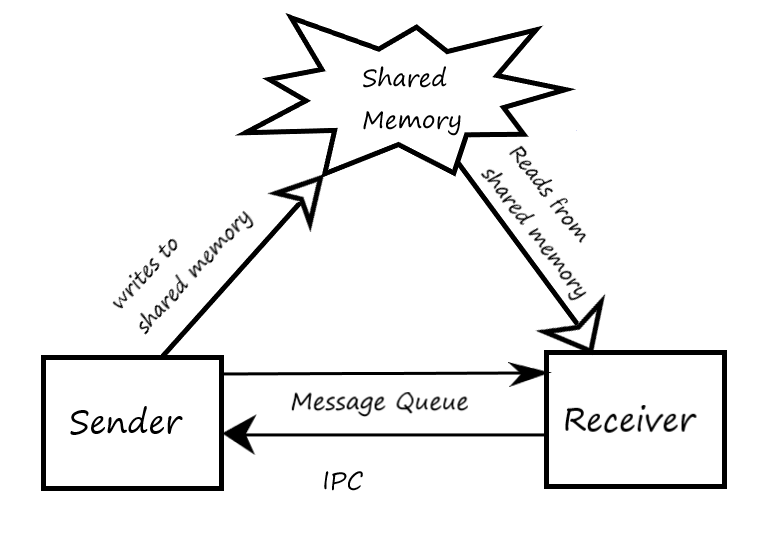 Shared
Memory
writes to
shared memory
Reads from
shared memory
Sender
Message Queue
Receiver
IPC